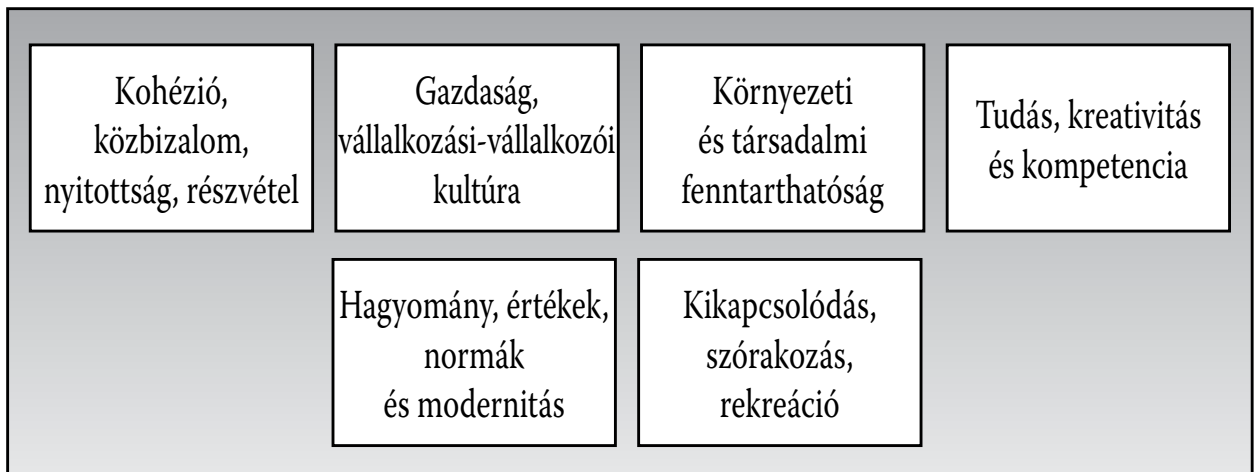 Kohézió,
közbizalom,
nyitottság, részvétel
Gazdaság,
vállalkozási-vállalkozói
kultúra
Környezeti
és társadalmi
fenntarthatóság
Tudás, kreativitás
és kompetencia
Hagyomány, értékek,
normák
és modernitás
Kikapcsolódás,
szórakozás,
rekreáció